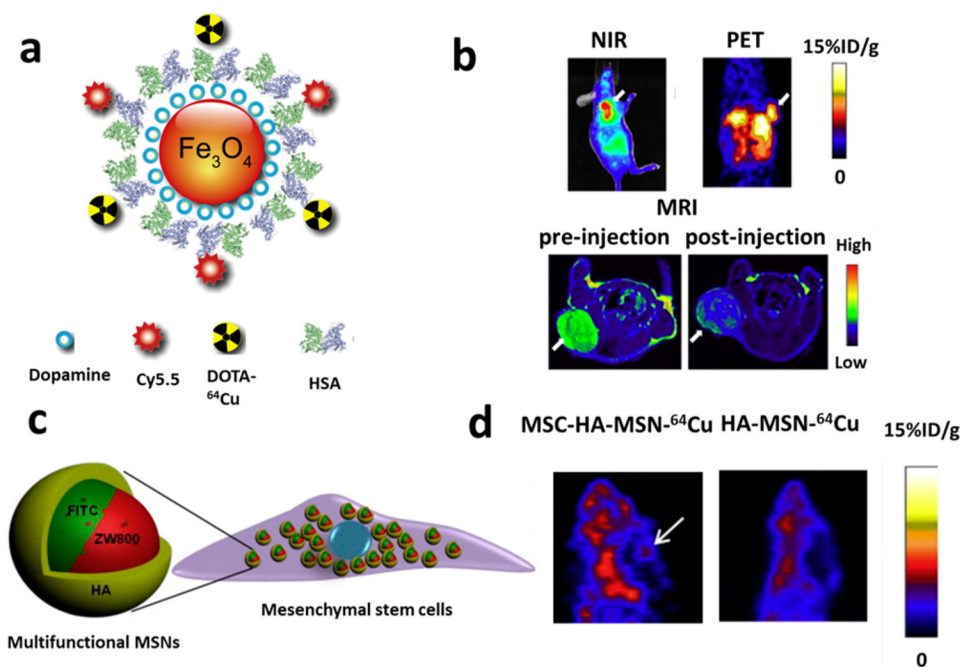 a
Fe₃O₄
Dopamine
Cy5.5
DOTA-
⁶⁴Cu
HSA
b
NIR
PET
15%ID/g
0
MRI
pre-injection
post-injection
High
Low
c
FITC
ZW800
HA
Multifunctional MSNs
Mesenchymal stem cells
d
MSC-HA-MSN-⁶⁴Cu
HA-MSN-⁶⁴Cu
15%ID/g
0